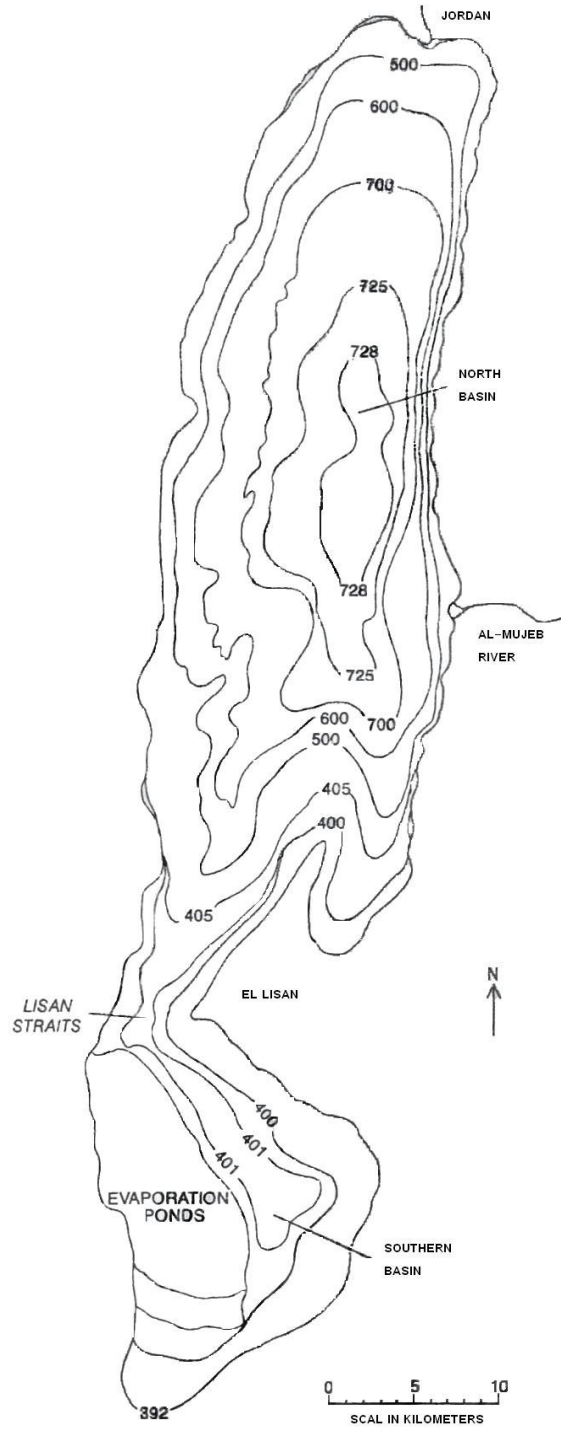 JORDAN
500
600
700
725
728
NORTH
BASIN
728
AL-MUJEB
RIVER
725
600
700
500
405
400
405
N
EL LISAN
LISAN
STRAITS
400
401
401
EVAPORATION
PONDS
SOUTHERN
BASIN
0 5 10
SCAL IN KILOMETERS
392